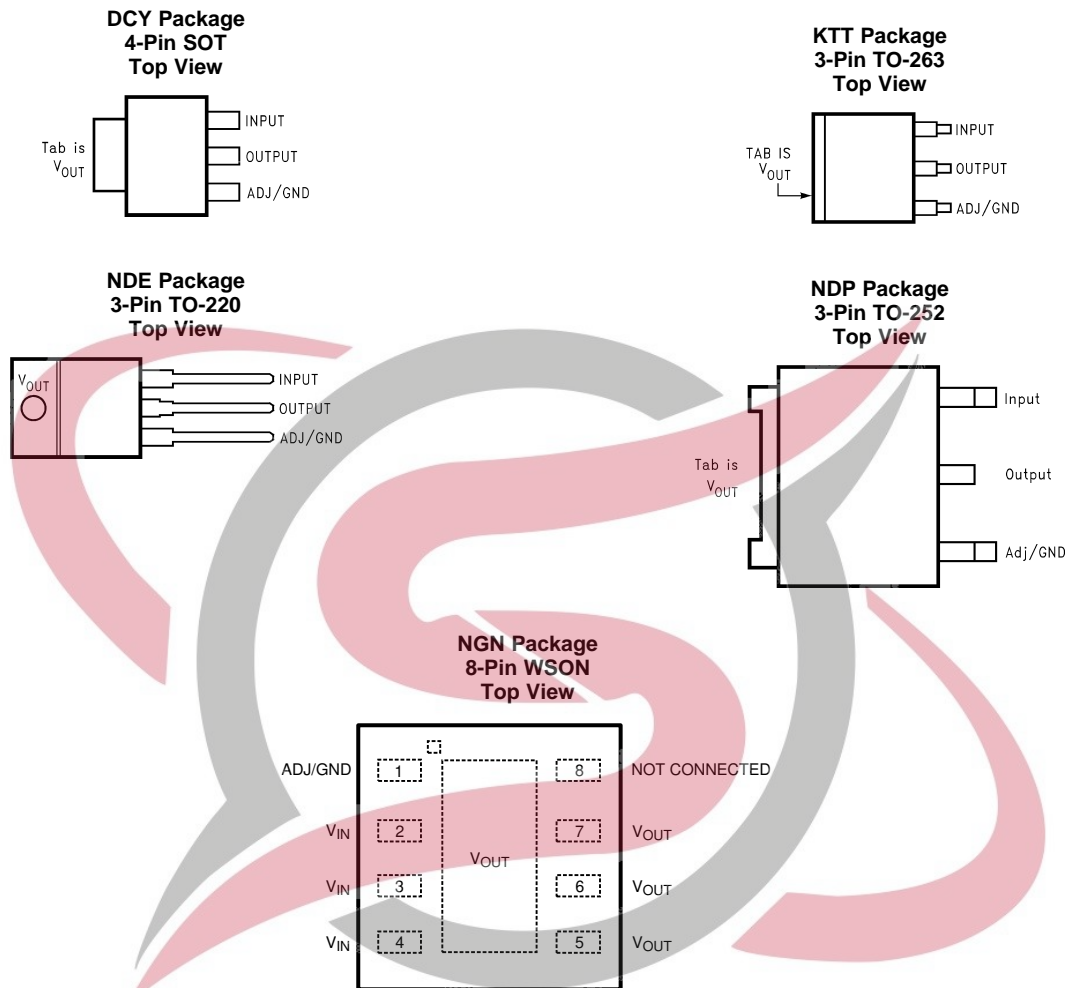 DCY Package
4-Pin SOT
Top View
Tab is
VOUT
INPUT
OUTPUT
ADJ/GND
KTT Package
3-Pin TO-263
Top View
TAB IS
VOUT
INPUT
OUTPUT
ADJ/GND
NDE Package
3-Pin TO-220
Top View
VOUT
INPUT
OUTPUT
ADJ/GND
NDP Package
3-Pin TO-252
Top View
Tab is
VOUT
Input
Output
Adj/GND
NGN Package
8-Pin WSON
Top View
ADJ/GND 1 8 NOT CONNECTED
VIN 2 7 VOUT
VOUT
VIN 3 6 VOUT
VIN 4 5 VOUT